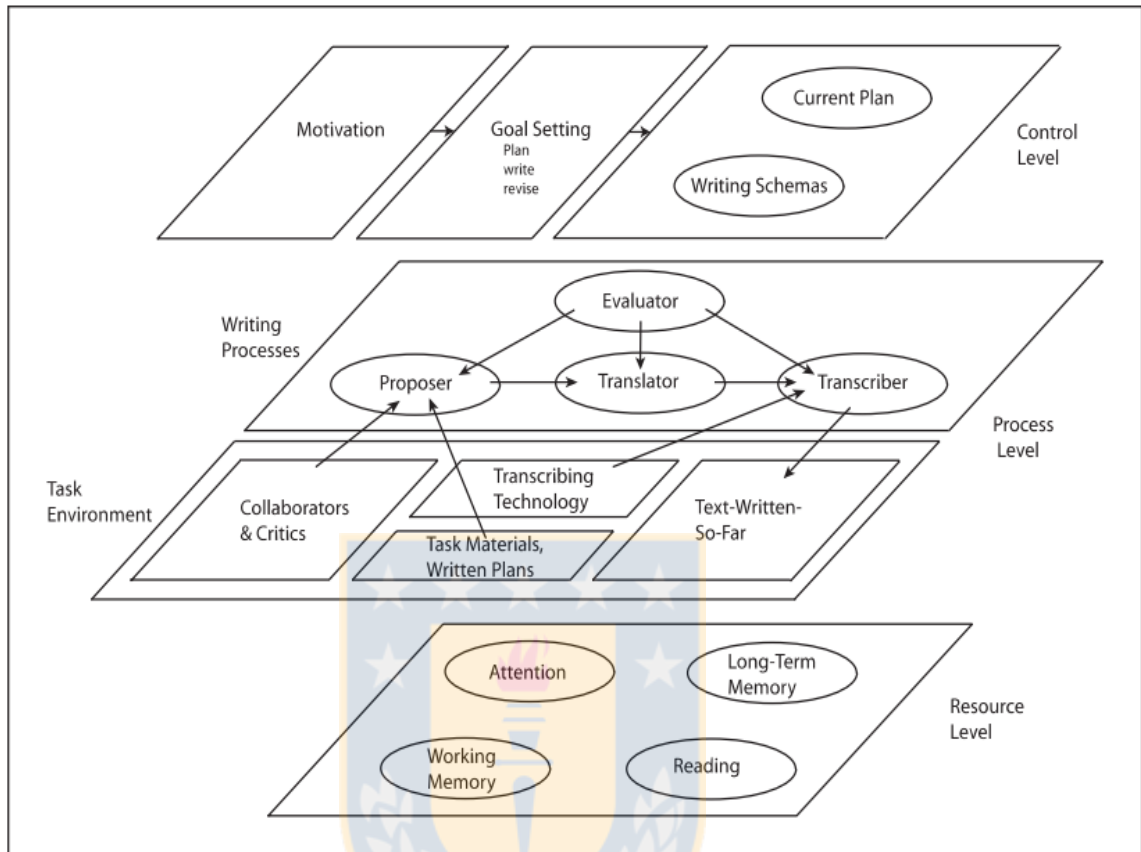 Motivation
Goal Setting
Plan
write
revise
Current Plan
Writing Schemas
Control
Level
Writing
Processes
Evaluator
Proposer
Translator
Transcriber
Process
Level
Task
Environment
Collaborators
& Critics
Transcribing
Technology
Task Materials,
Written Plans
Text-Written-
So-Far
Attention
Long-Term
Memory
Working
Memory
Reading
Resource
Level